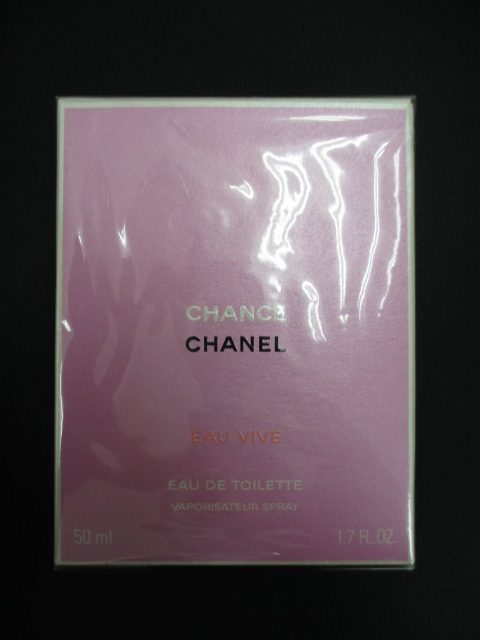 CHANCE
CHANEL
EAU VIVE
EAU DE TOILETTE
VAPORISATEUR SPRAY
50 ml 1.7 FL.OZ.